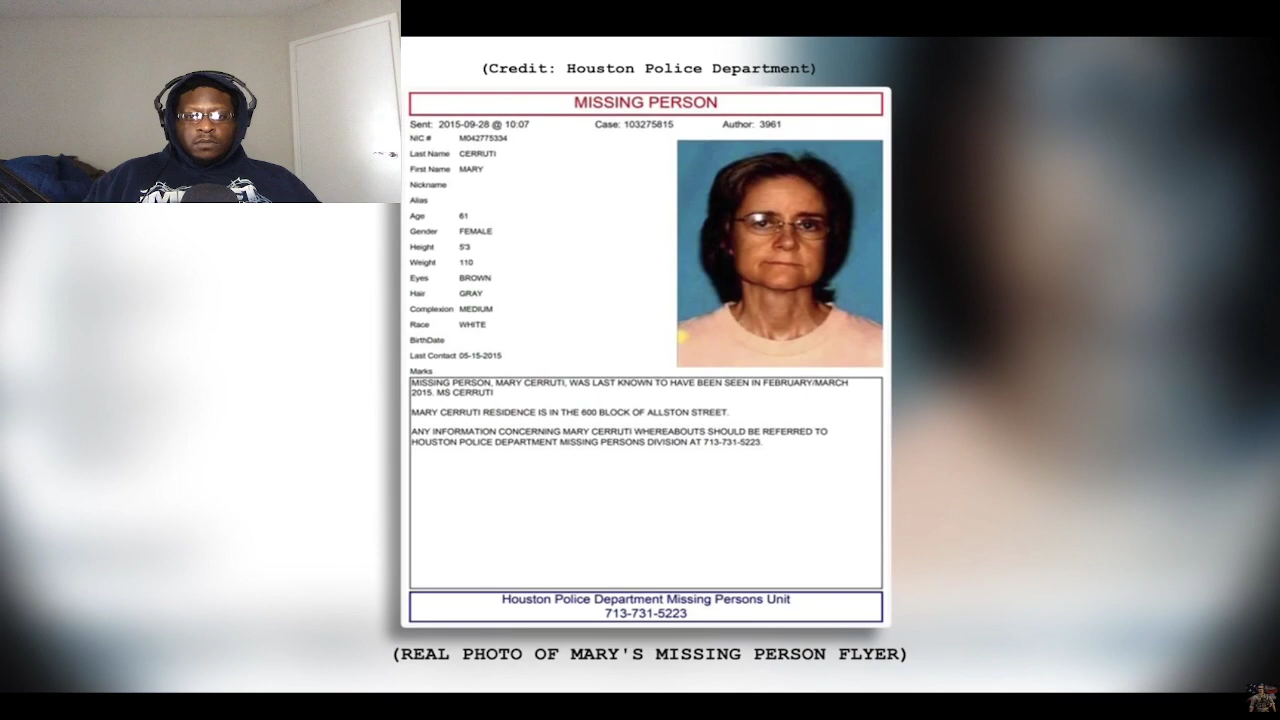 (Credit: Houston Police Department)
MISSING PERSON
Sent: 2015-09-28 @ 10:07 Case: 103275815 Author: 3961
NIC # M042775334
Last Name CERRUTI
First Name MARY
Nickname
Alias
Age 61
Gender FEMALE
Height 5'3
Weight 110
Eyes BROWN
Hair GRAY
Complexion MEDIUM
Race WHITE
BirthDate
Last Contact 05-15-2015
Marks
MISSING PERSON, MARY CERRUTI, WAS LAST KNOWN TO HAVE BEEN SEEN IN FEBRUARY/MARCH
2015. MS CERRUTI
MARY CERRUTI RESIDENCE IS IN THE 600 BLOCK OF ALLSTON STREET.
ANY INFORMATION CONCERNING MARY CERRUTI WHEREABOUTS SHOULD BE REFERRED TO
HOUSTON POLICE DEPARTMENT MISSING PERSONS DIVISION AT 713-731-5223.
Houston Police Department Missing Persons Unit
713-731-5223
(REAL PHOTO OF MARY'S MISSING PERSON FLYER)